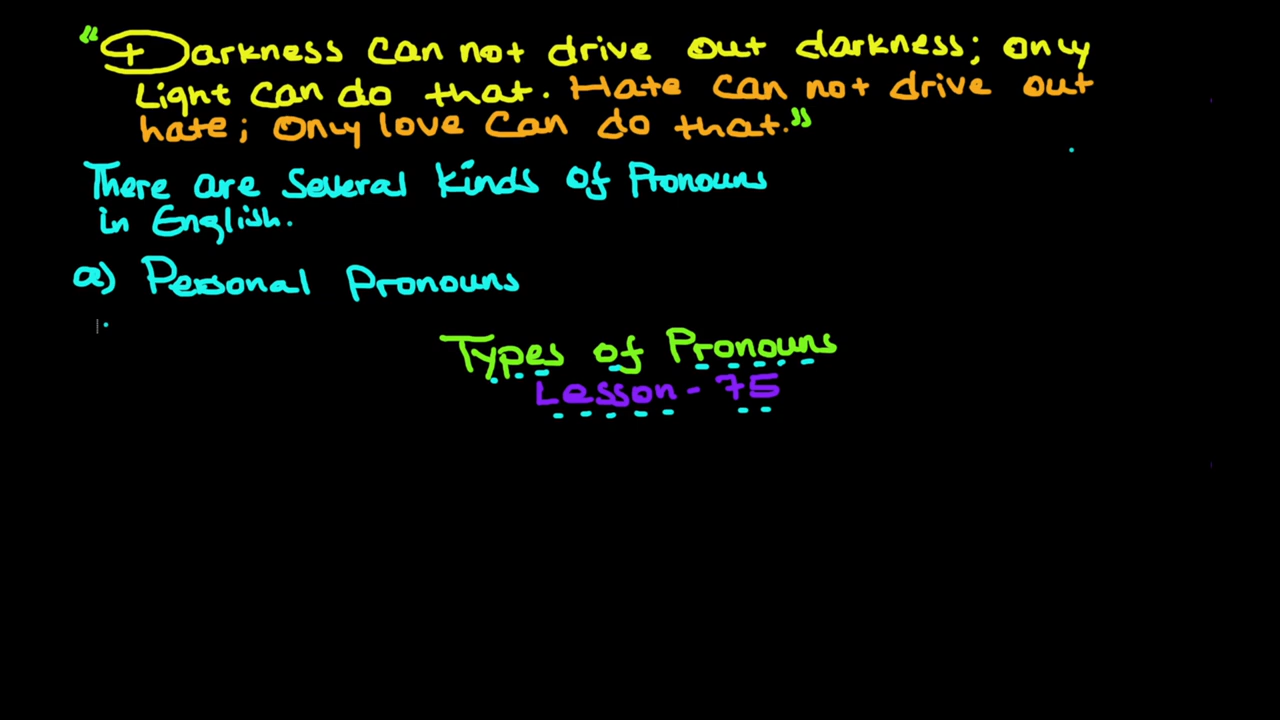 “Darkness can not drive out darkness; only
Light can do that. Hate can not drive out
hate; Only love can do that.”
There are Several Kinds of Pronouns
in English.
a) Personal Pronouns
Types of Pronouns
Lesson - 75